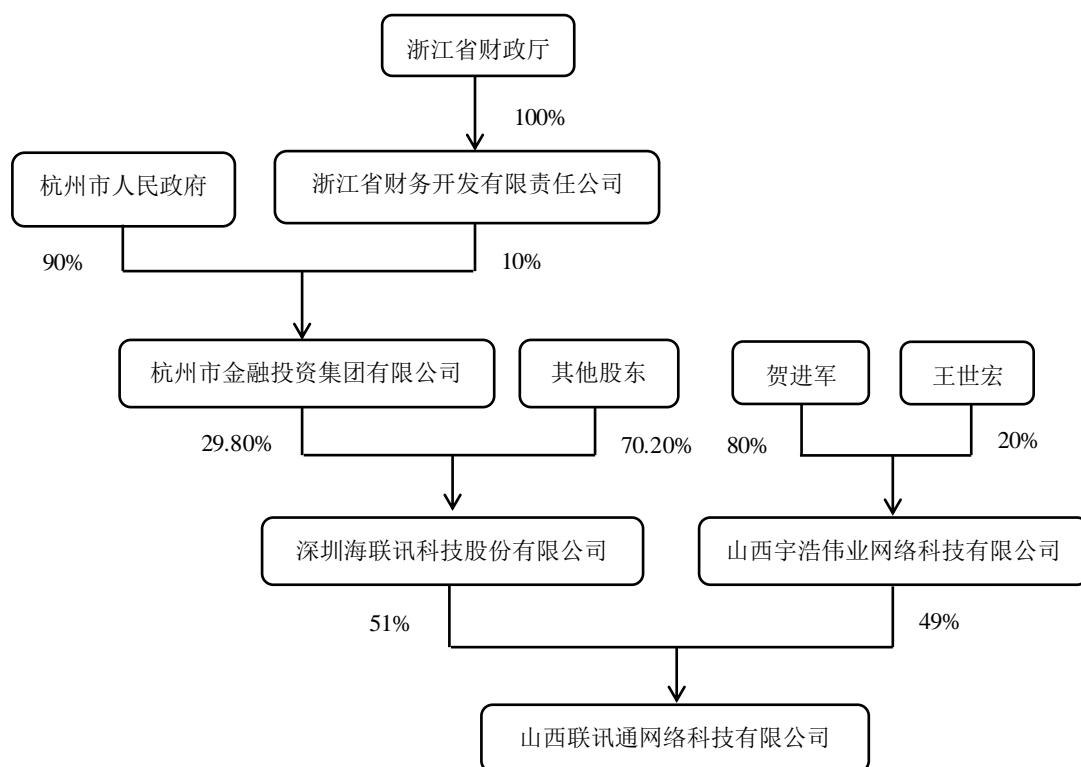 浙江省财政厅
100%
杭州市人民政府
浙江省财务开发有限责任公司
90%
10%
杭州市金融投资集团有限公司
其他股东
贺进军
王世宏
29.80%
70.20%
80%
20%
深圳海联讯科技股份有限公司
山西宇浩伟业网络科技有限公司
51%
49%
山西联讯通网络科技有限公司